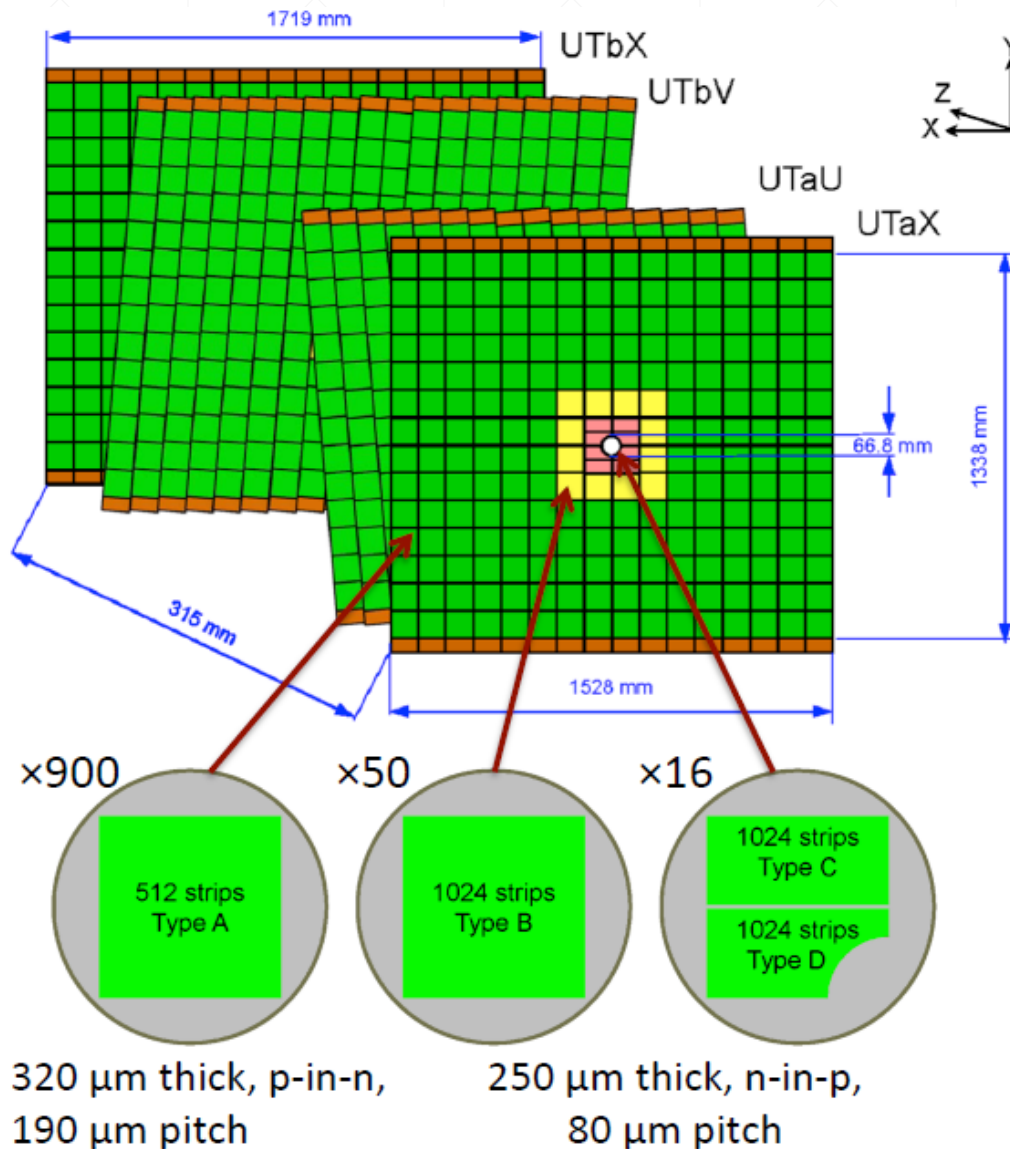 1719 mm
UTbX
UTbV
Y
Z
X
UTaU
UTaX
66.8 mm
1338 mm
315 mm
1528 mm
×900
×50
×16
512 strips
Type A
1024 strips
Type B
1024 strips
Type C
1024 strips
Type D
320 µm thick, p-in-n,
190 µm pitch
250 µm thick, n-in-p,
80 µm pitch